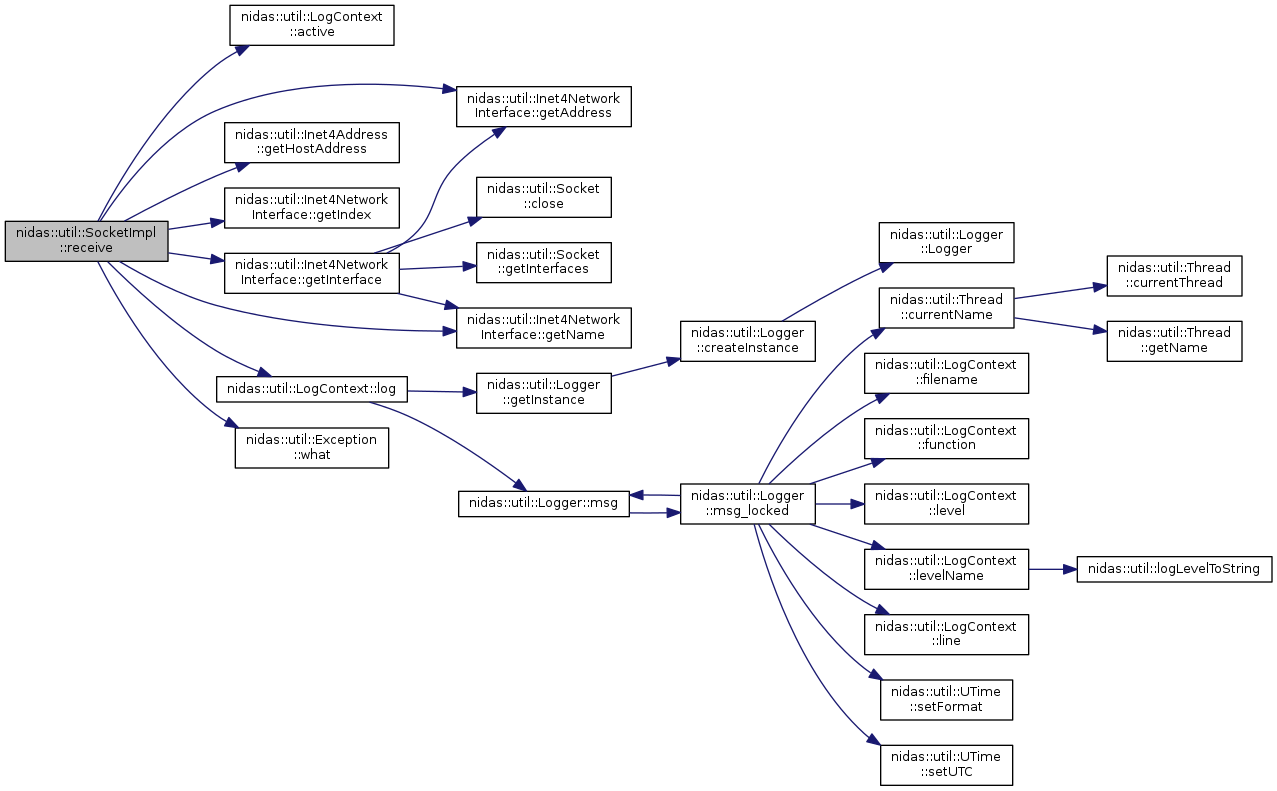 nidas::util::SocketImpl
::receive
nidas::util::LogContext
::active
nidas::util::Inet4Address
::getHostAddress
nidas::util::Inet4Network
Interface::getIndex
nidas::util::Inet4Network
Interface::getInterface
nidas::util::LogContext::log
nidas::util::Exception
::what
nidas::util::Inet4Network
Interface::getAddress
nidas::util::Socket
::close
nidas::util::Socket
::getInterfaces
nidas::util::Inet4Network
Interface::getName
nidas::util::Logger
::getInstance
nidas::util::Logger::msg
nidas::util::Logger
::createInstance
nidas::util::Logger
::msg_locked
nidas::util::Logger
::Logger
nidas::util::Thread
::currentName
nidas::util::LogContext
::filename
nidas::util::LogContext
::function
nidas::util::LogContext
::level
nidas::util::LogContext
::levelName
nidas::util::LogContext
::line
nidas::util::UTime
::setFormat
nidas::util::UTime
::setUTC
nidas::util::Thread
::currentThread
nidas::util::Thread
::getName
nidas::util::logLevelToString